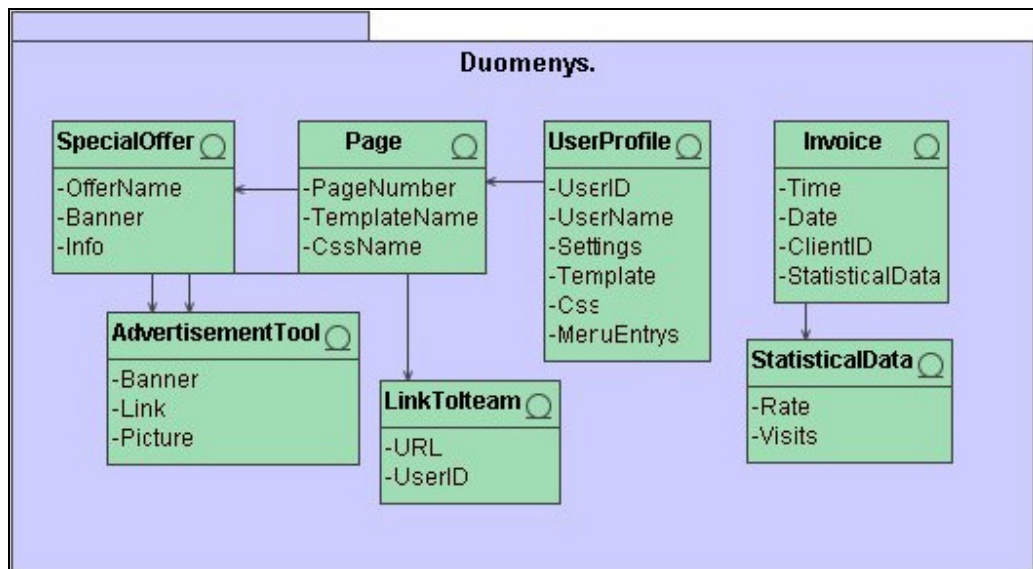 Duomenys.
SpecialOffer
-OfferName
-Banner
-Info
Page
-PageNumber
-TemplateName
-CssName
UserProfile
-UserID
-UserName
-Settings
-Template
-Css
-MenuEntrys
Invoice
-Time
-Date
-ClientID
-StatisticalData
AdvertisementTool
-Banner
-Link
-Picture
LinkToIteam
-URL
-UserID
StatisticalData
-Rate
-Visits